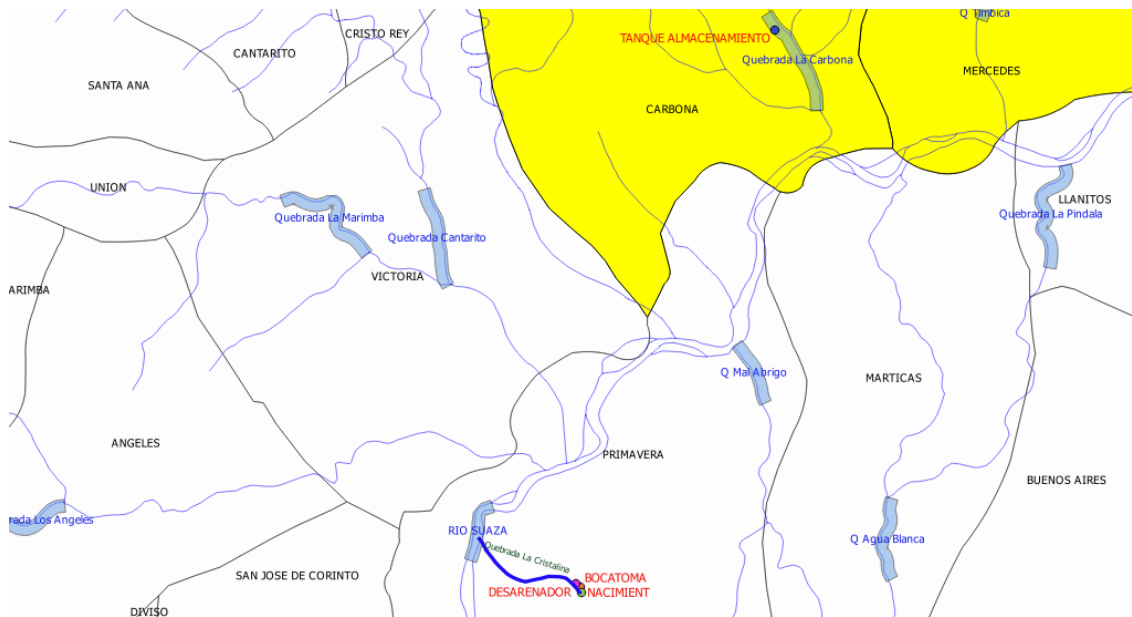 Q Timbica
CRISTO REY
TANQUE ALMACENAMIENTO
CANTARITO
Quebrada La Carbona
MERCEDES
SANTA ANA
CARBONA
UNION
LLANITOS
Quebrada La Marimba
Quebrada La Pindala
Quebrada Cantarito
VICTORIA
ARIMBA
Q Mal Abrigo
MARTICAS
ANGELES
PRIMAVERA
BUENOS AIRES
rada Los Angeles
RIO SUAZA
Q Agua Blanca
Quebrada La Cristalina
SAN JOSE DE CORINTO
BOCATOMA
DESARENADOR
NACIMIENT
DIVISO